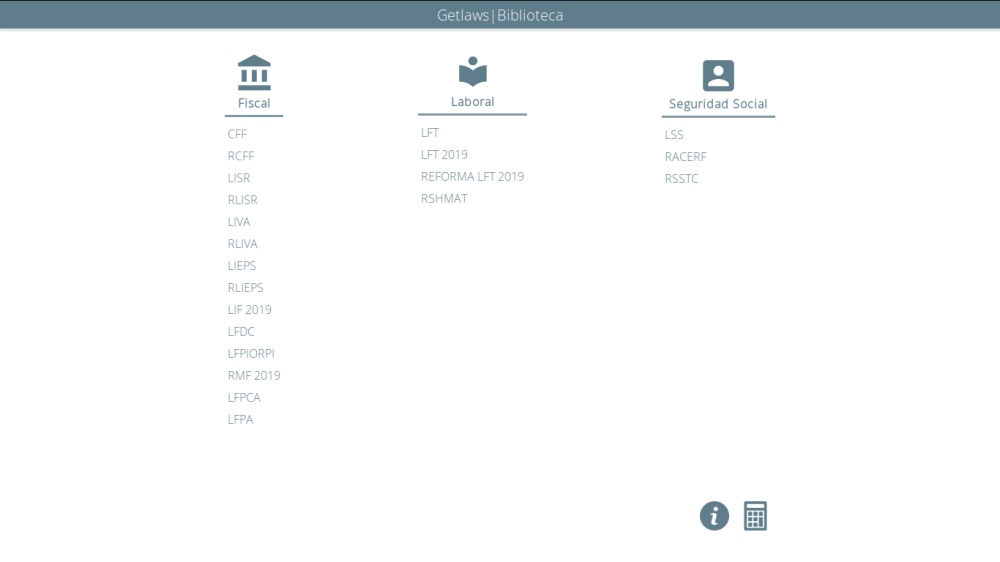 Getlaws|Biblioteca
Fiscal
CFF
RCFF
LISR
RLISR
LIVA
RLIVA
LIEPS
RLIEPS
LIF 2019
LFDC
LFPIORPI
RMF 2019
LFPCA
LFPA
Laboral
LFT
LFT 2019
REFORMA LFT 2019
RSHMAT
Seguridad Social
LSS
RACERF
RSSTC